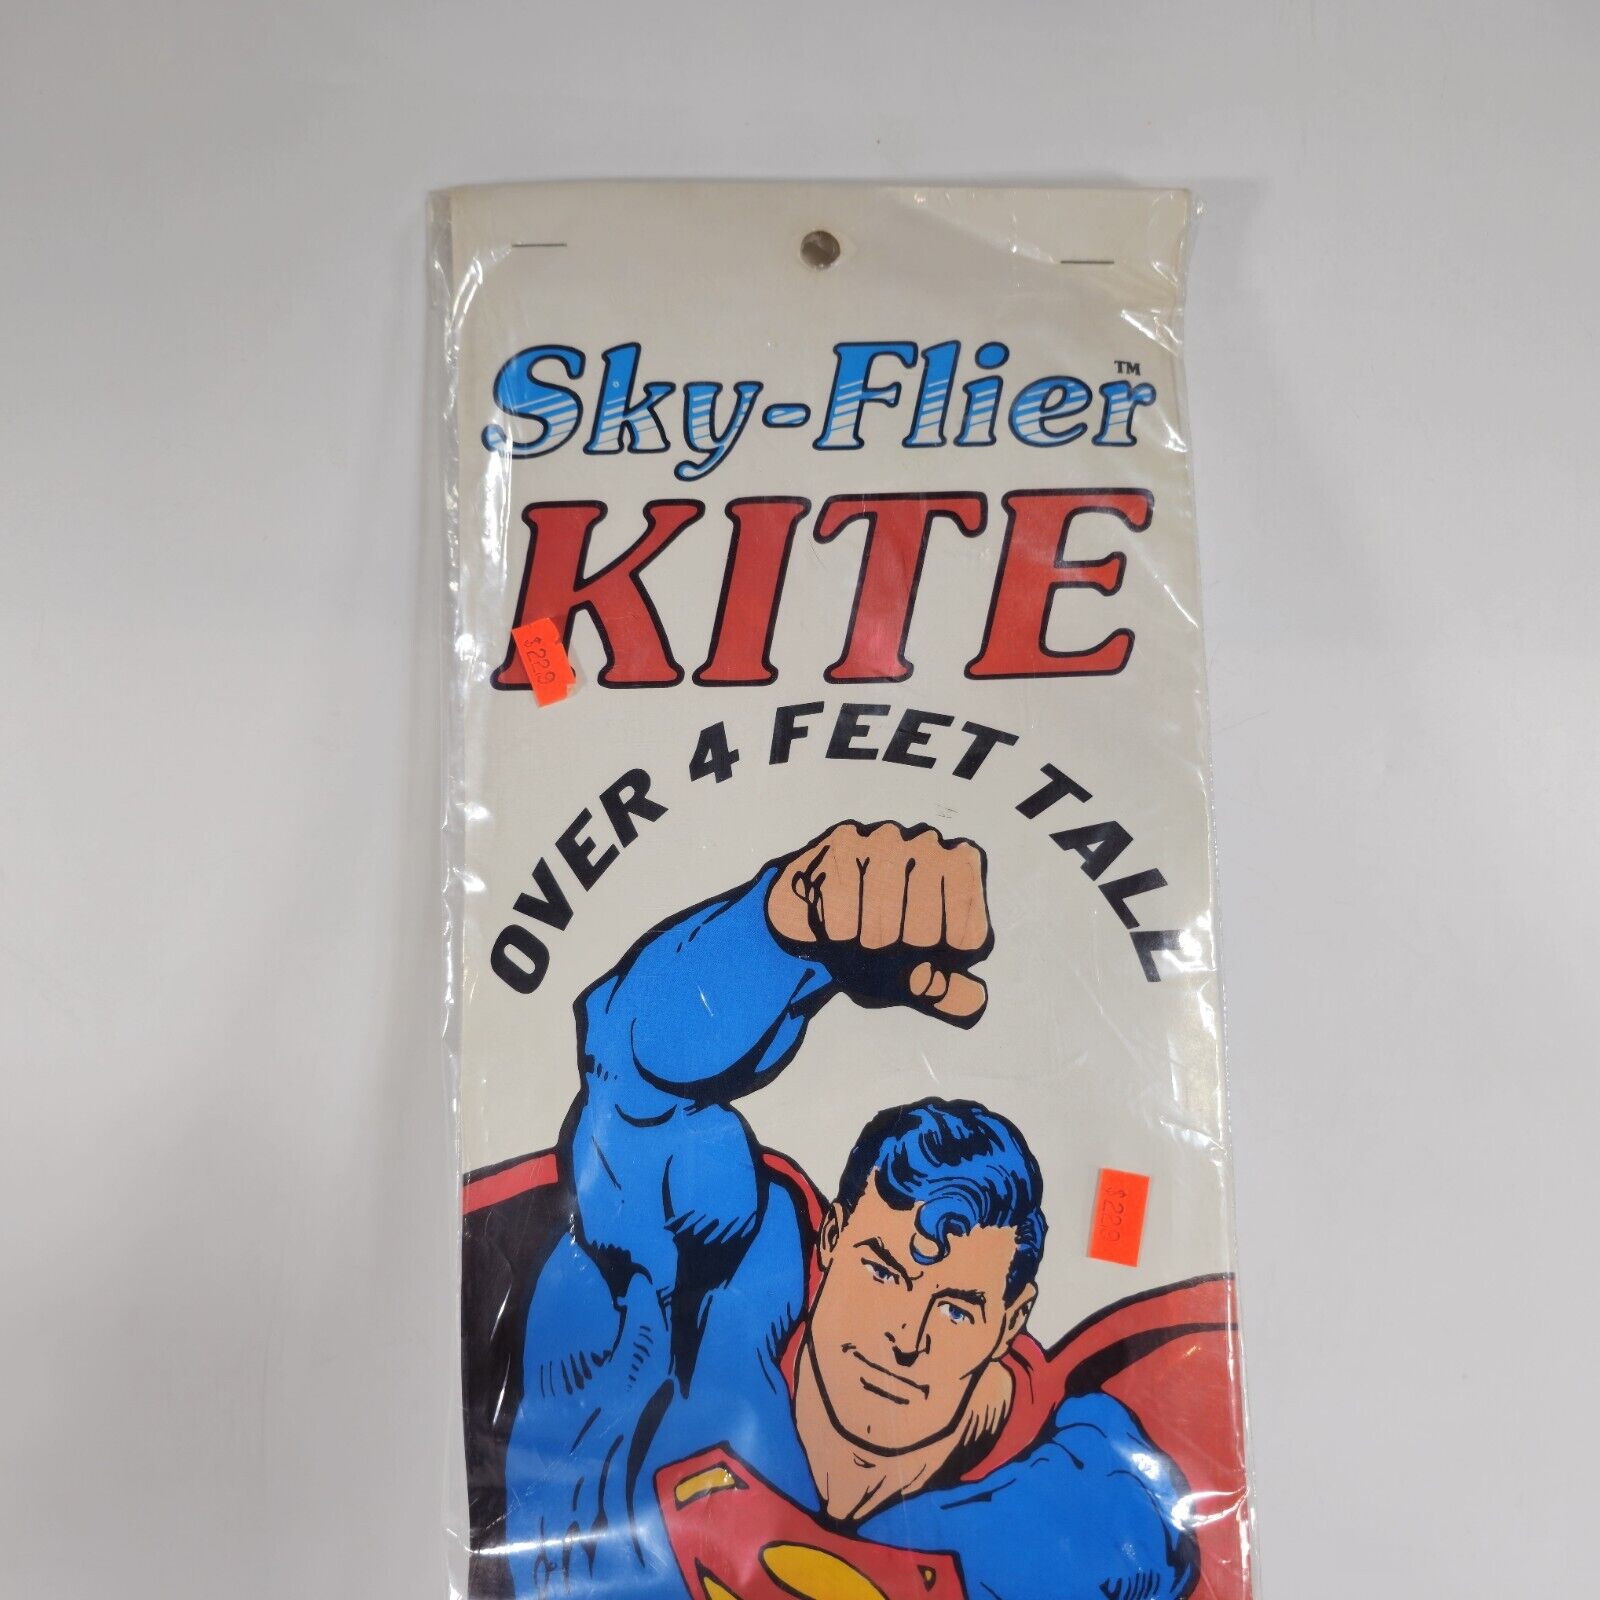 Sky-Flier™
KITE
OVER 4 FEET TALL
$2.29
$2.29